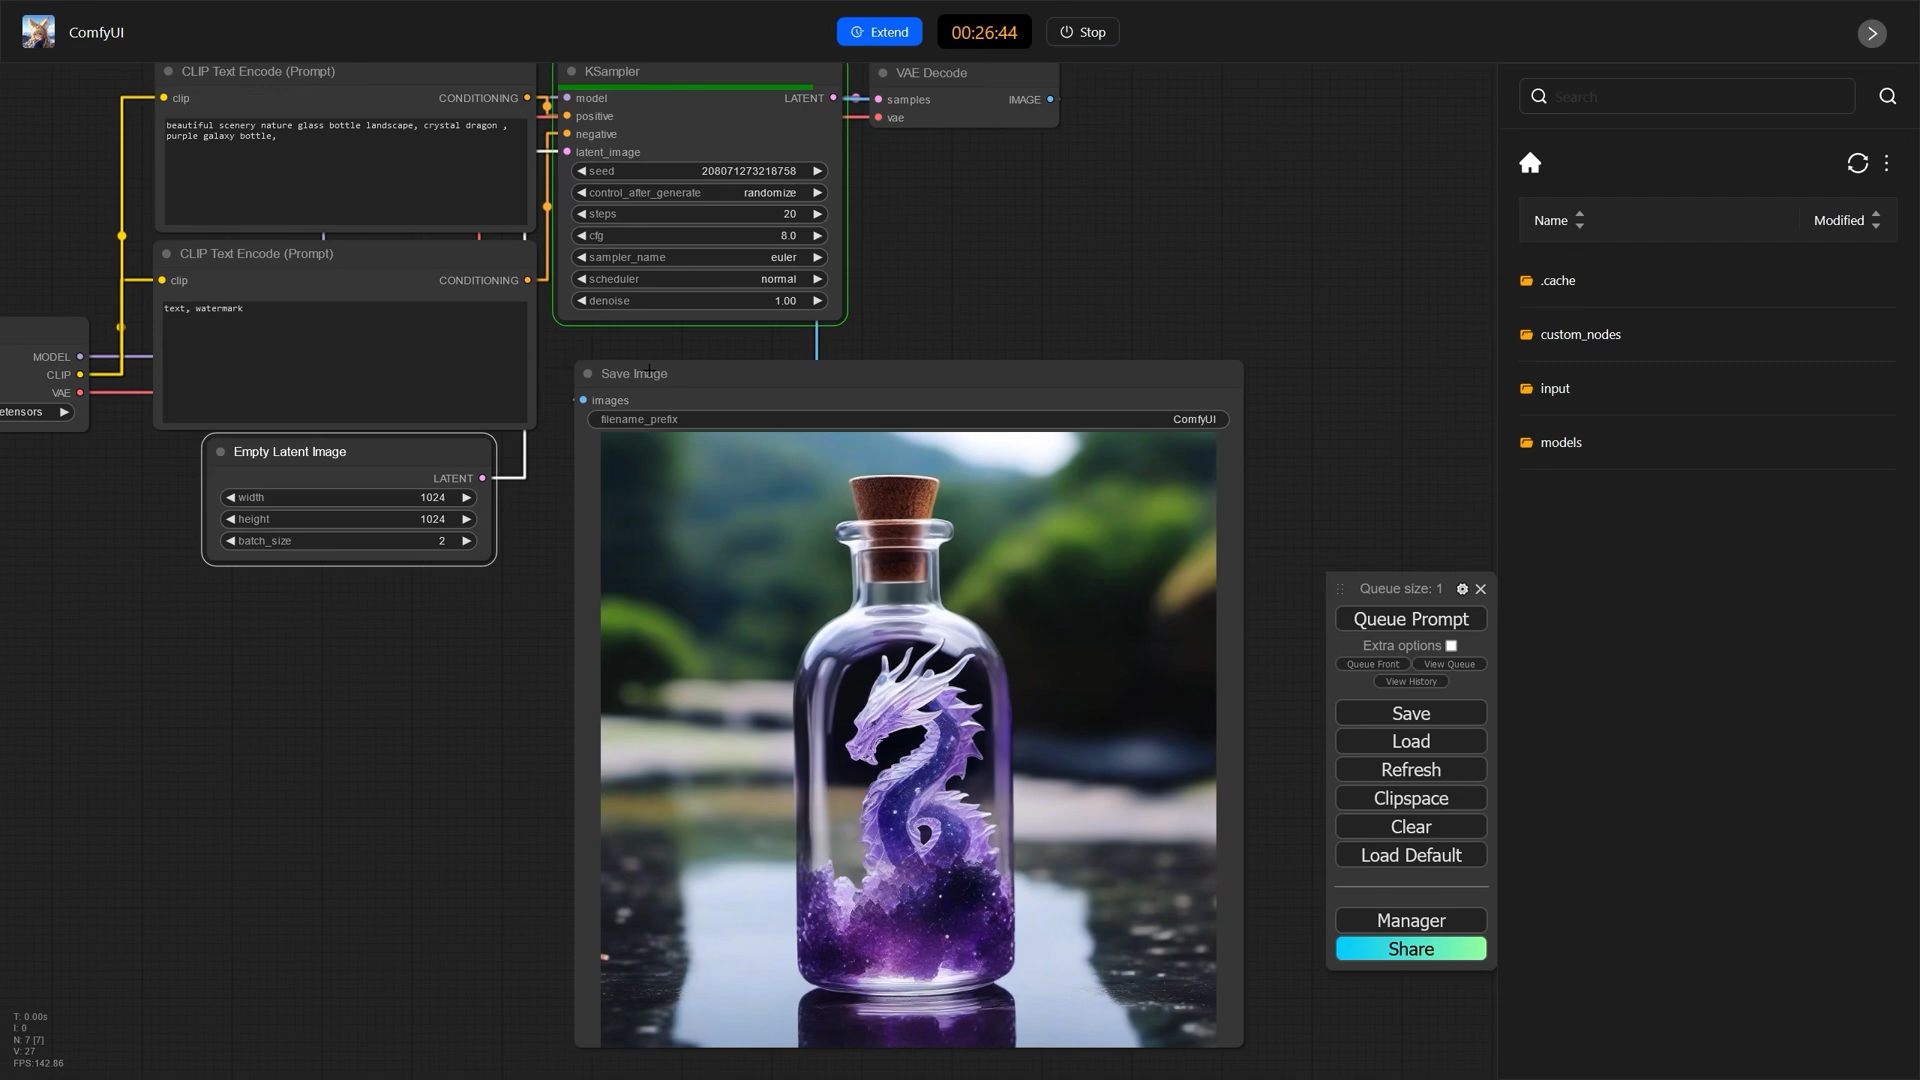 ComfyUI
Extend
00:26:44
Stop
CLIP Text Encode (Prompt)
clip
CONDITIONING
beautiful scenery nature glass bottle landscape, crystal dragon ,
purple galaxy bottle,
CLIP Text Encode (Prompt)
clip
CONDITIONING
text, watermark
MODEL
CLIP
VAE
etensors
Empty Latent Image
LATENT
width 1024
height 1024
batch_size 2
KSampler
model LATENT
positive
negative
latent_image
seed 208071273218758
control_after_generate randomize
steps 20
cfg 8.0
sampler_name euler
scheduler normal
denoise 1.00
VAE Decode
samples IMAGE
vae
Save Image
images
filename_prefix ComfyUI
Queue size: 1
Queue Prompt
Extra options
Queue Front View Queue
View History
Save
Load
Refresh
Clipspace
Clear
Load Default
Manager
Share
Search
Name Modified
.cache
custom_nodes
input
models
T: 0.00s
I: 0
N: 7 [7]
V: 27
FPS:142.86